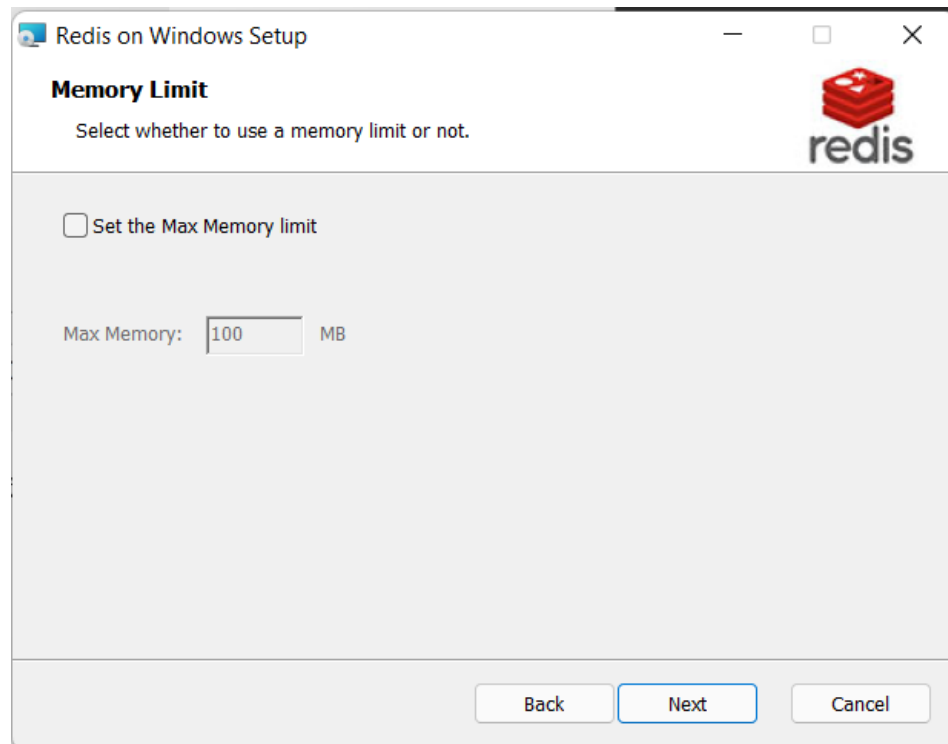 Redis on Windows Setup
Memory Limit
Select whether to use a memory limit or not.
redis
Set the Max Memory limit
Max Memory: 100 MB
Back Next Cancel